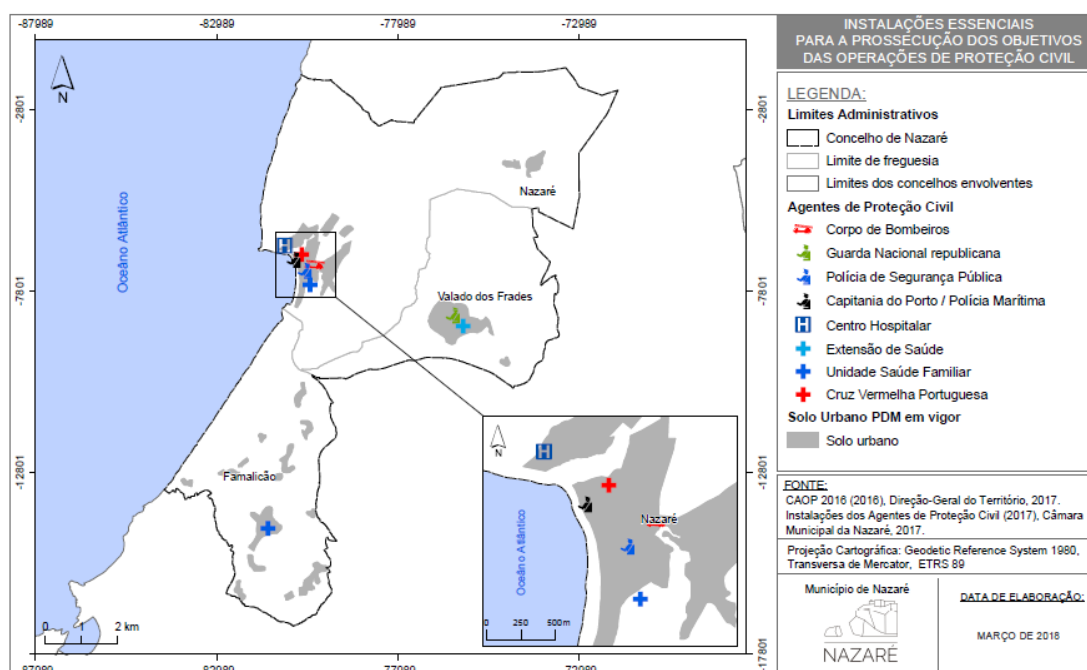 -87989
-82989
-77989
-72989
-2801
-2801
-7801
-7801
-12801
-12801
-17801
-87989
-82989
-77989
-72989
N
Oceâno Atlântico
Nazaré
Valado dos Frades
Famalicão
0 1 2 km
N
H
Nazaré
Oceâno Atlântico
0 250 500 m
H
INSTALAÇÕES ESSENCIAIS
PARA A PROSSECUÇÃO DOS OBJETIVOS
DAS OPERAÇÕES DE PROTEÇÃO CIVIL
LEGENDA:
Limites Administrativos
Concelho de Nazaré
Limite de freguesia
Limites dos concelhos envolventes
Agentes de Proteção Civil
Corpo de Bombeiros
Guarda Nacional republicana
Polícia de Segurança Pública
Capitania do Porto / Polícia Marítima
H Centro Hospitalar
Extensão de Saúde
Unidade Saúde Familiar
Cruz Vermelha Portuguesa
Solo Urbano PDM em vigor
Solo urbano
FONTE:
CAOP 2016 (2016), Direção-Geral do Território, 2017.
Instalações dos Agentes de Proteção Civil (2017), Câmara
Municipal da Nazaré, 2017.
Projeção Cartográfica: Geodetic Reference System 1980,
Transversa de Mercator, ETRS 89
Município de Nazaré
NAZARÉ
DATA DE ELABORAÇÃO:
MARÇO DE 2018